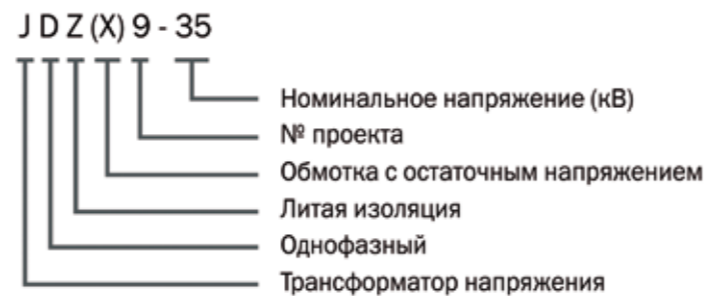 J D Z (X) 9 - 35
Номинальное напряжение (кВ)
№ проекта
Обмотка с остаточным напряжением
Литая изоляция
Однофазный
Трансформатор напряжения